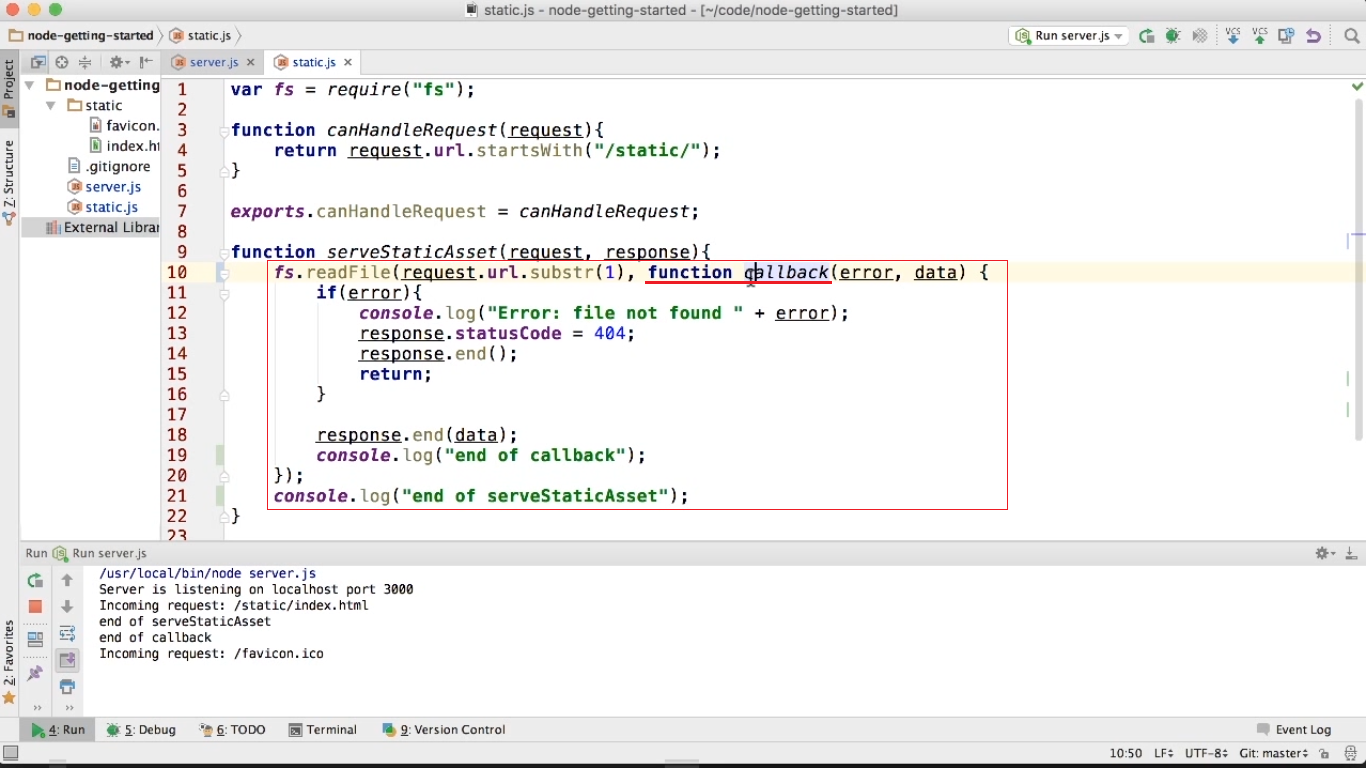 static.js - node-getting-started - [~/code/node-getting-started]
node-getting-started static.js Run server.js VCS VCS
1: Project
server.js × static.js ×
node-getting
static
favicon.
index.ht
.gitignore
server.js
static.js
External Librar
Z: Structure
2: Favorites
1 var fs = require("fs");
2
3 function canHandleRequest(request){
4     return request.url.startsWith("/static/");
5 }
6
7 exports.canHandleRequest = canHandleRequest;
8
9 function serveStaticAsset(request, response){
10     fs.readFile(request.url.substr(1), function callback(error, data) {
11         if(error){
12             console.log("Error: file not found " + error);
13             response.statusCode = 404;
14             response.end();
15             return;
16         }
17
18         response.end(data);
19         console.log("end of callback");
20     });
21     console.log("end of serveStaticAsset");
22 }
23
Run Run server.js
/usr/local/bin/node server.js
Server is listening on localhost port 3000
Incoming request: /static/index.html
end of serveStaticAsset
end of callback
Incoming request: /favicon.ico
4: Run 5: Debug 6: TODO Terminal 9: Version Control Event Log
10:50 LF UTF-8 Git: master